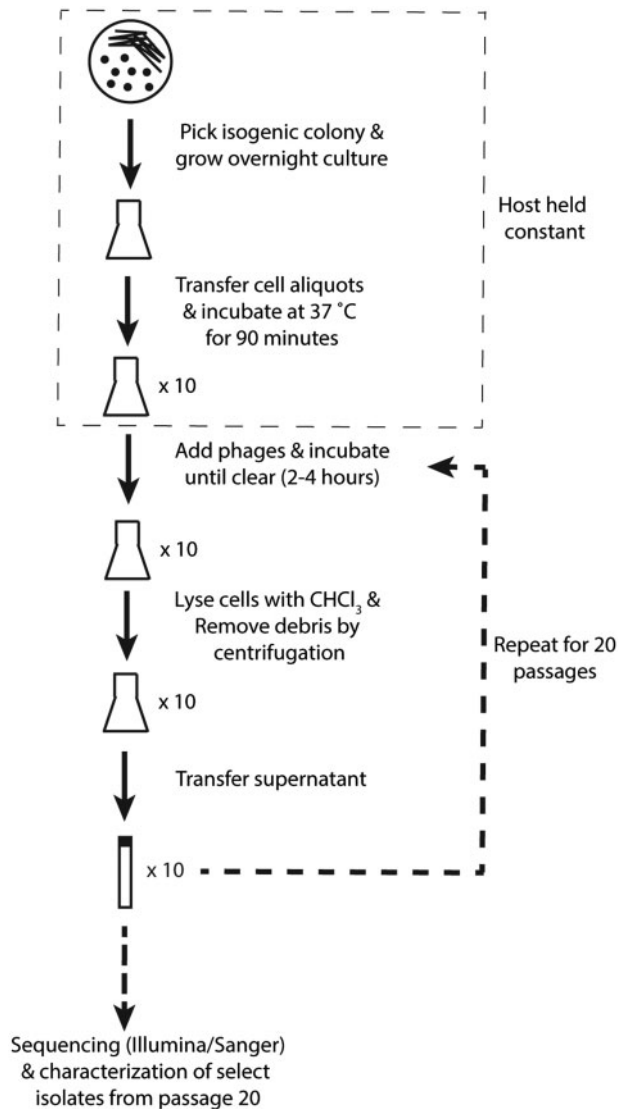 Pick isogenic colony &
grow overnight culture
Host held
constant
Transfer cell aliquots
& incubate at 37 ˚C
for 90 minutes
x 10
Add phages & incubate
until clear (2-4 hours)
x 10
Lyse cells with CHCl₃ &
Remove debris by
centrifugation
Repeat for 20
passages
x 10
Transfer supernatant
x 10
Sequencing (Illumina/Sanger)
& characterization of select
isolates from passage 20